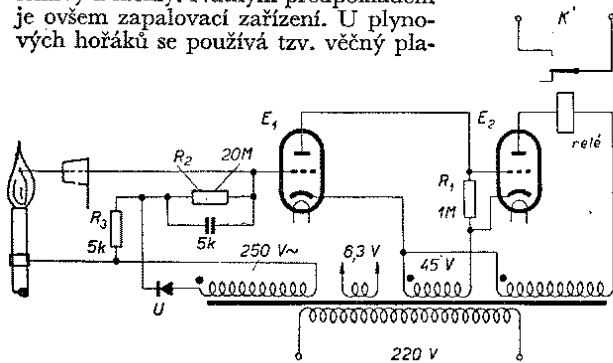 je ovšem zapalovací zařízení. U plyno-
vých hořáků se používá tzv. věčný pla-
K'
E₁
E₂
relé
R₂
20M
R₁
1M
R₃
5k
5k
250 V~
6,3 V
45 V
U
220 V